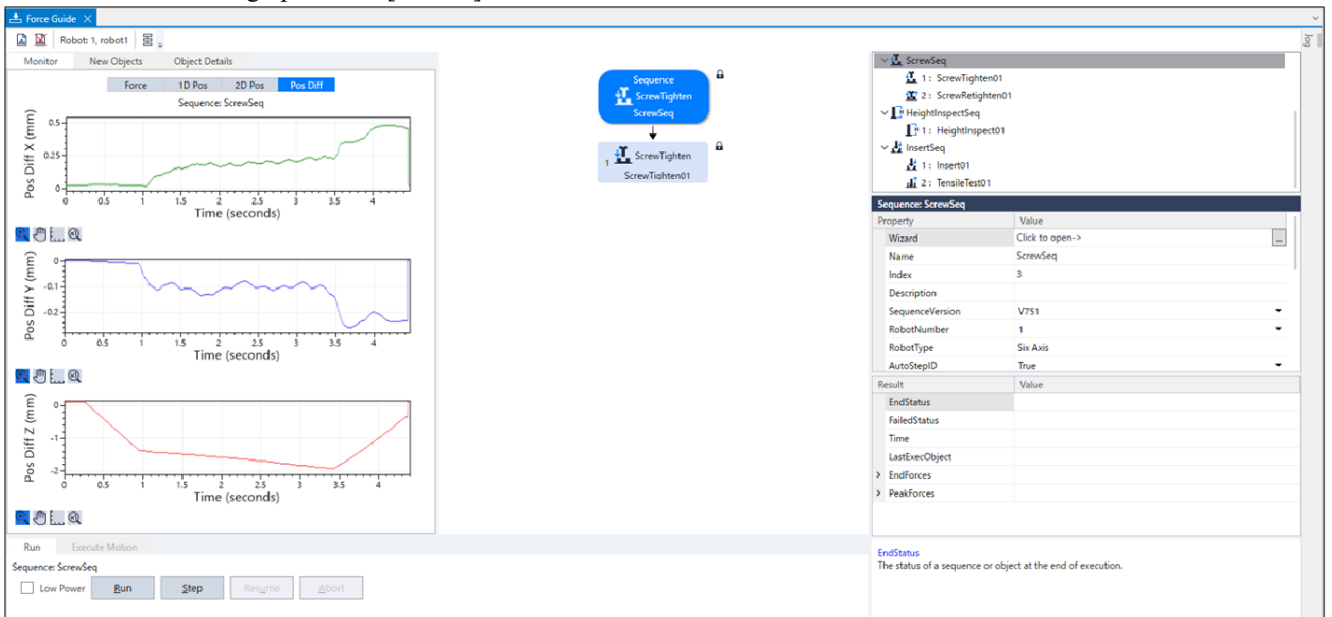 Force Guide
Robot: 1, robot1
Jog
Monitor New Objects Object Details
Force 1D Pos 2D Pos Pos Diff
Sequence: ScrewSeq
Pos Diff X (mm)
0.5
0.25
0
0 0.5 1 1.5 2 2.5 3 3.5 4
Time (seconds)
Pos Diff Y (mm)
0
-0.1
-0.2
0 0.5 1 1.5 2 2.5 3 3.5 4
Time (seconds)
Pos Diff Z (mm)
0
-1
-2
0 0.5 1 1.5 2 2.5 3 3.5 4
Time (seconds)
Run Execute Motion
Sequence: ScrewSeq
Low Power Run Step Resume Abort
Sequence
ScrewTighten
ScrewSeq
1 ScrewTighten
ScrewTighten01
ScrewSeq
1 : ScrewTighten01
2 : ScrewRetighten01
HeightInspectSeq
1 : HeightInspect01
InsertSeq
1 : Insert01
2 : TensileTest01
Sequence: ScrewSeq
Property Value
Wizard Click to open-> ...
Name ScrewSeq
Index 3
Description
SequenceVersion V751
RobotNumber 1
RobotType Six Axis
AutoStepID True
Result Value
EndStatus
FailedStatus
Time
LastExecObject
EndForces
PeakForces
EndStatus
The status of a sequence or object at the end of execution.